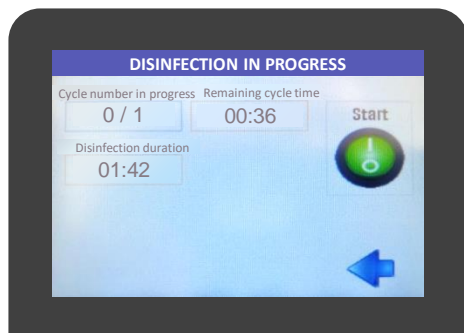 DISINFECTION IN PROGRESS
Cycle number in progress Remaining cycle time
0 / 1 00:36 Start
Disinfection duration
01:42